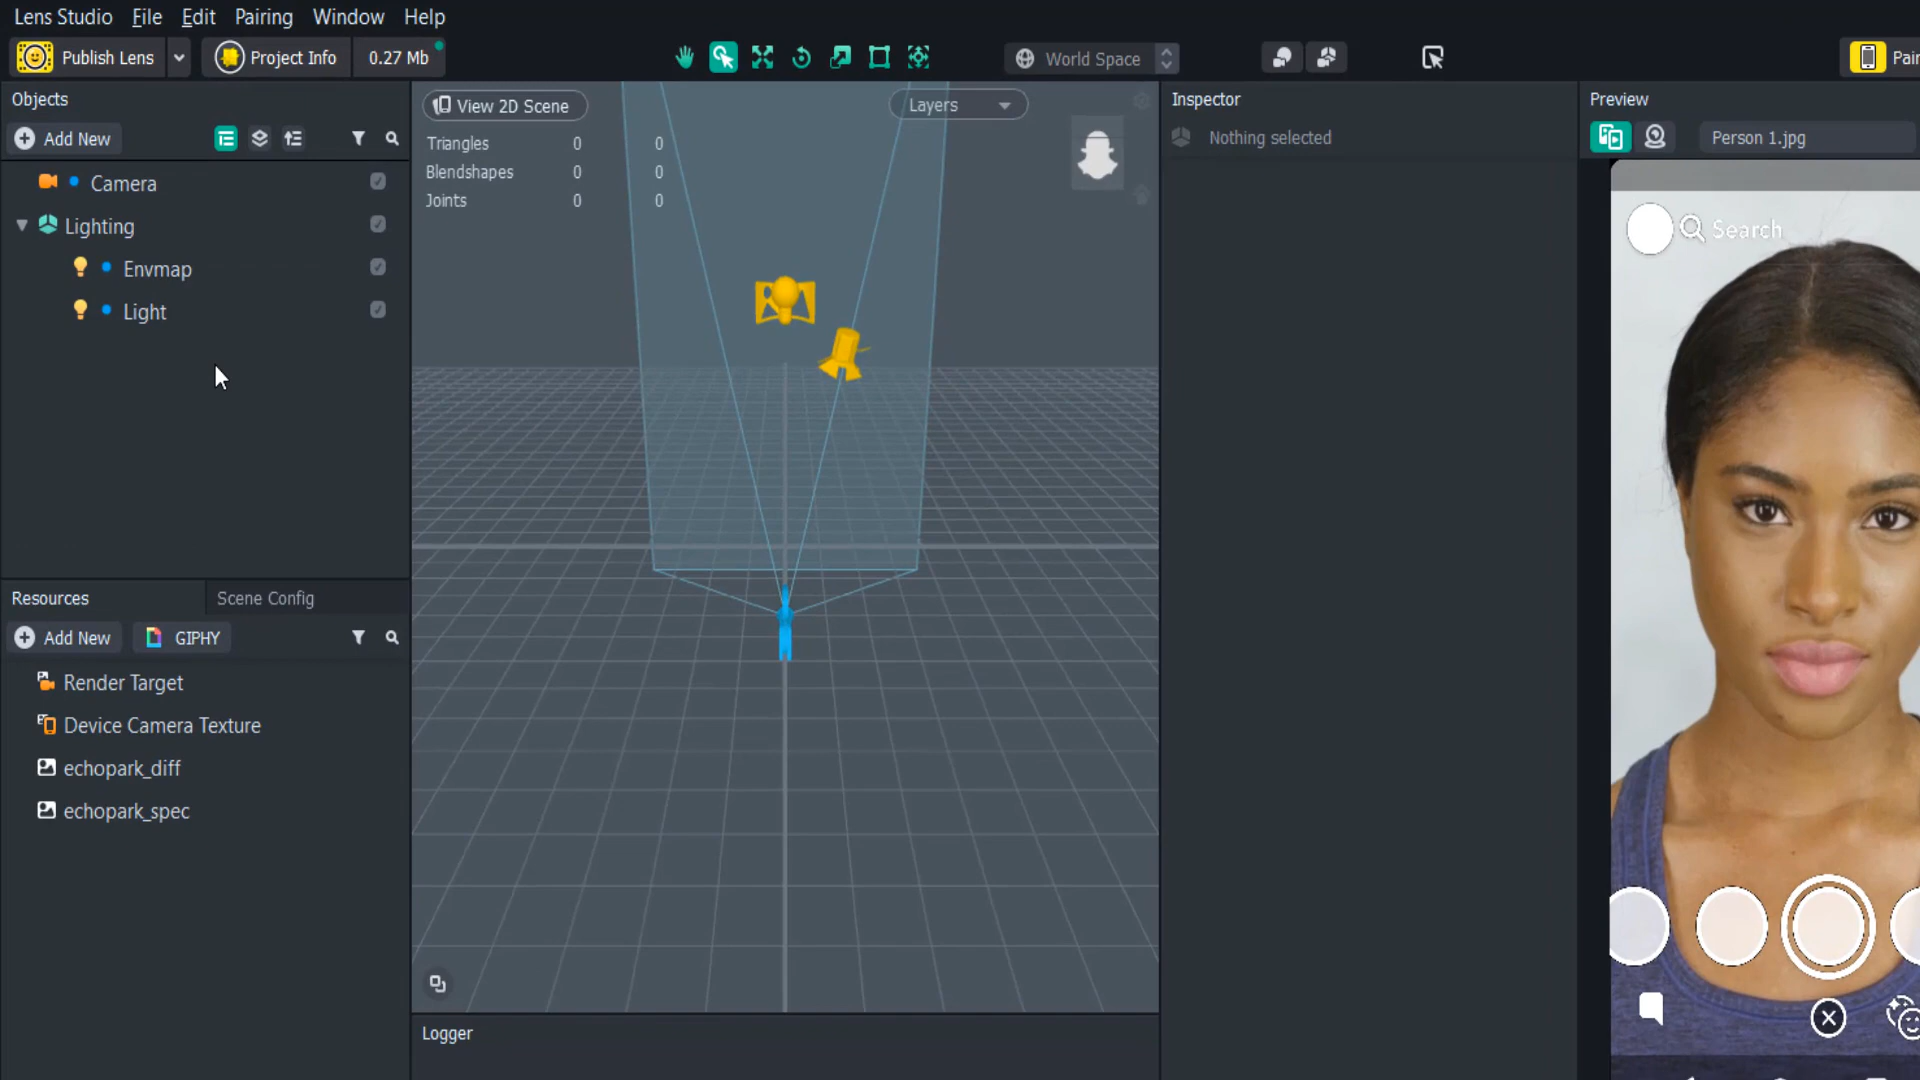 Lens Studio File Edit Pairing Window Help
Publish Lens Project Info 0.27 Mb World Space Pair
Objects
Add New
Camera
Lighting
Envmap
Light
Resources Scene Config
Add New GIPHY
Render Target
Device Camera Texture
echopark_diff
echopark_spec
View 2D Scene Layers
Triangles 0 0
Blendshapes 0 0
Joints 0 0
Logger
Inspector
Nothing selected
Preview
Person 1.jpg
Search